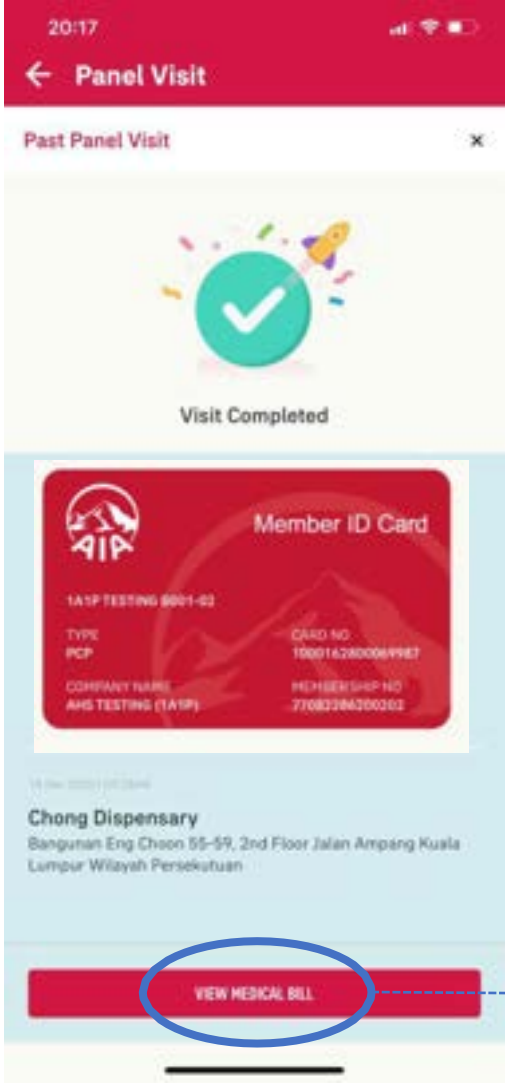 20:17
Panel Visit
Past Panel Visit
Visit Completed
AIA
Member ID Card
1A1P TESTING B001-02
TYPE
CARD NO
PCP
COMPANY NAME
MEMBERSHIP NO
AHS TESTING (1A1P)
Chong Dispensary
Bangunan Eng Choon 55-59, 2nd Floor Jalan Ampang Kuala
Lumpur Wilayah Persekutuan
VIEW MEDICAL BILL